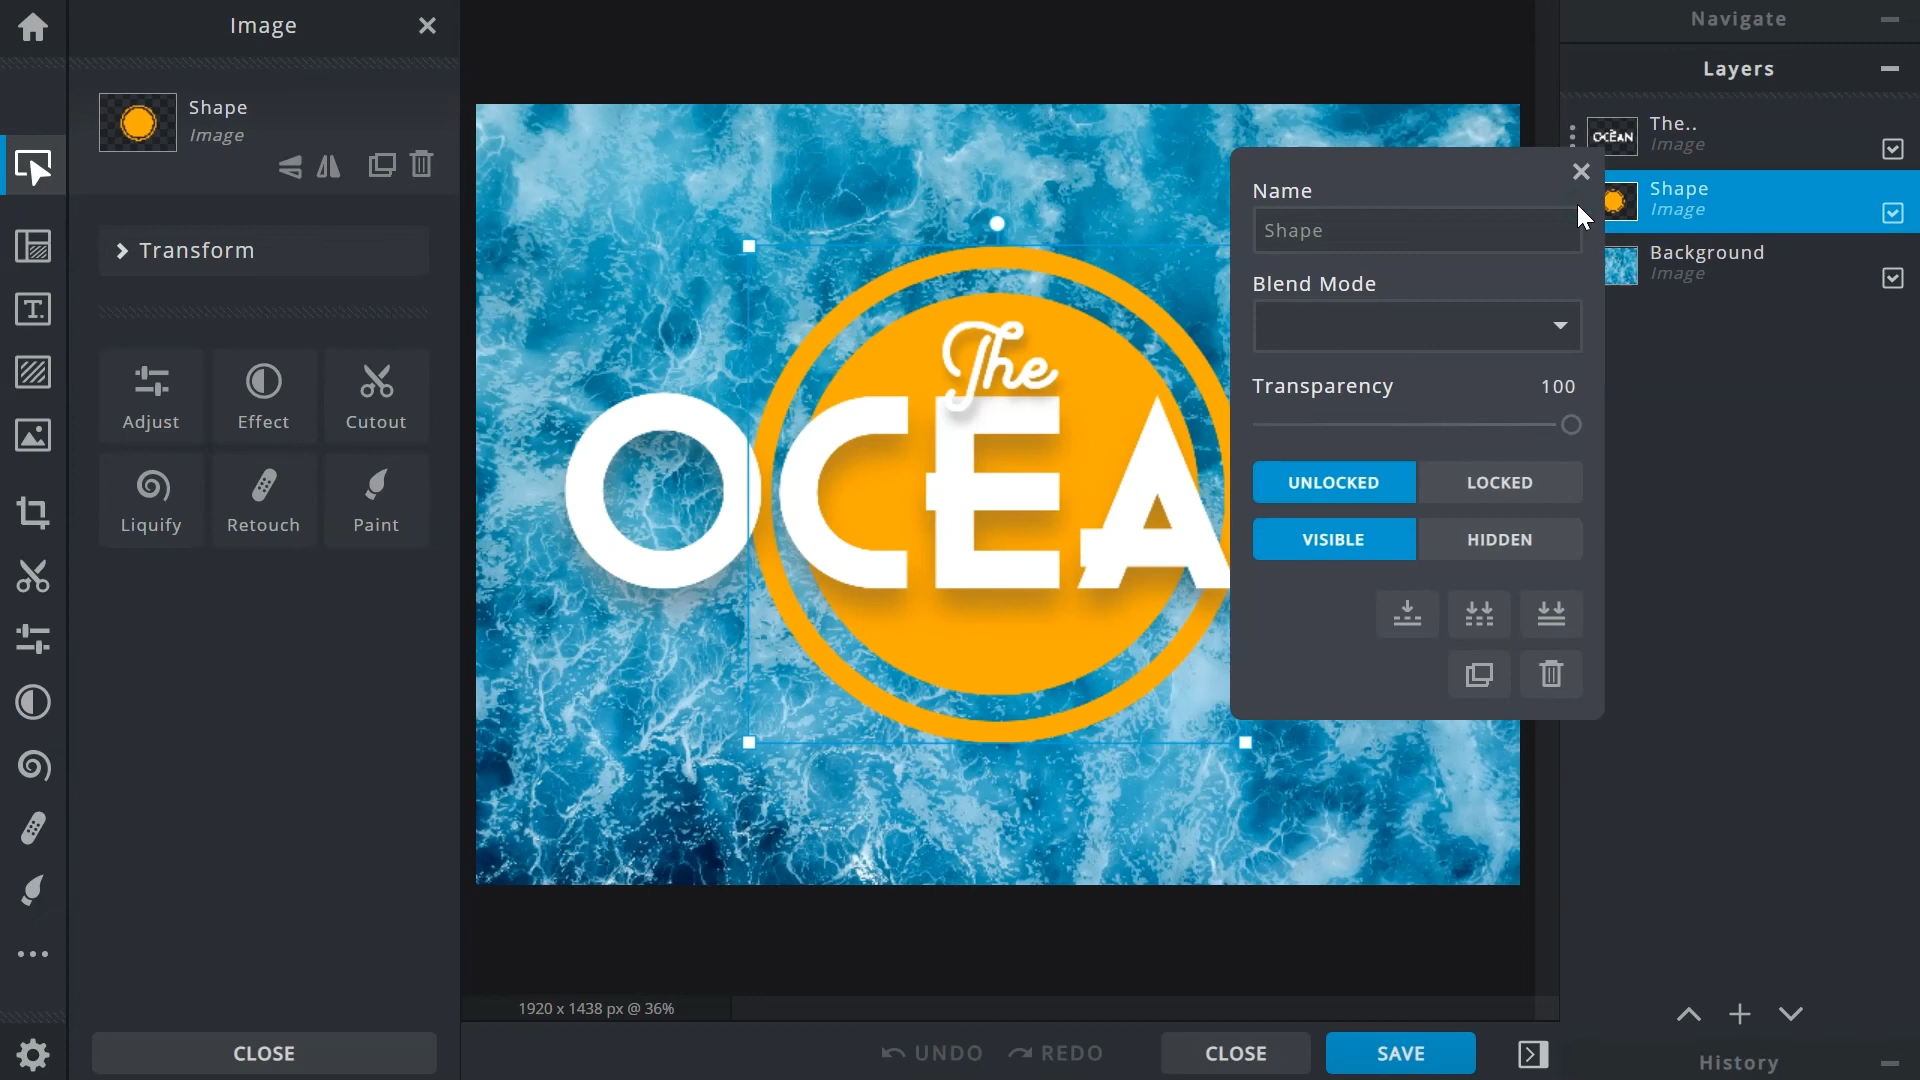 Image
Shape
Image
Transform
Adjust
Effect
Cutout
Liquify
Retouch
Paint
CLOSE
The
OCEA
1920 x 1438 px @ 36%
UNDO
REDO
CLOSE
SAVE
Name
Shape
Blend Mode
Transparency
100
UNLOCKED
LOCKED
VISIBLE
HIDDEN
Navigate
Layers
OCEAN
The..
Image
Shape
Image
Background
Image
History